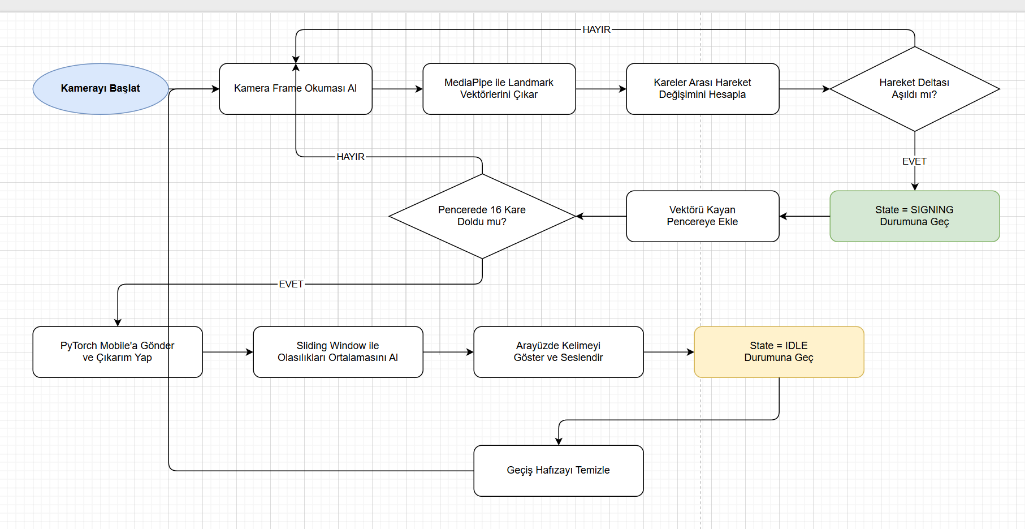 HAYIR
Kamerayı Başlat
Kamera Frame Okuması Al
MediaPipe ile Landmark
Vektörlerini Çıkar
Kareler Arası Hareket
Değişimini Hesapla
Hareket Deltası
Aşıldı mı?
EVET
HAYIR
Pencerede 16 Kare
Doldu mu?
Vektörü Kayan
Pencereye Ekle
State = SIGNING
Durumuna Geç
EVET
PyTorch Mobile'a Gönder
ve Çıkarım Yap
Sliding Window ile
Olasılıkları Ortalamasını Al
Arayüzde Kelimeyi
Göster ve Seslendir
State = IDLE
Durumuna Geç
Geçiş Hafızayı Temizle